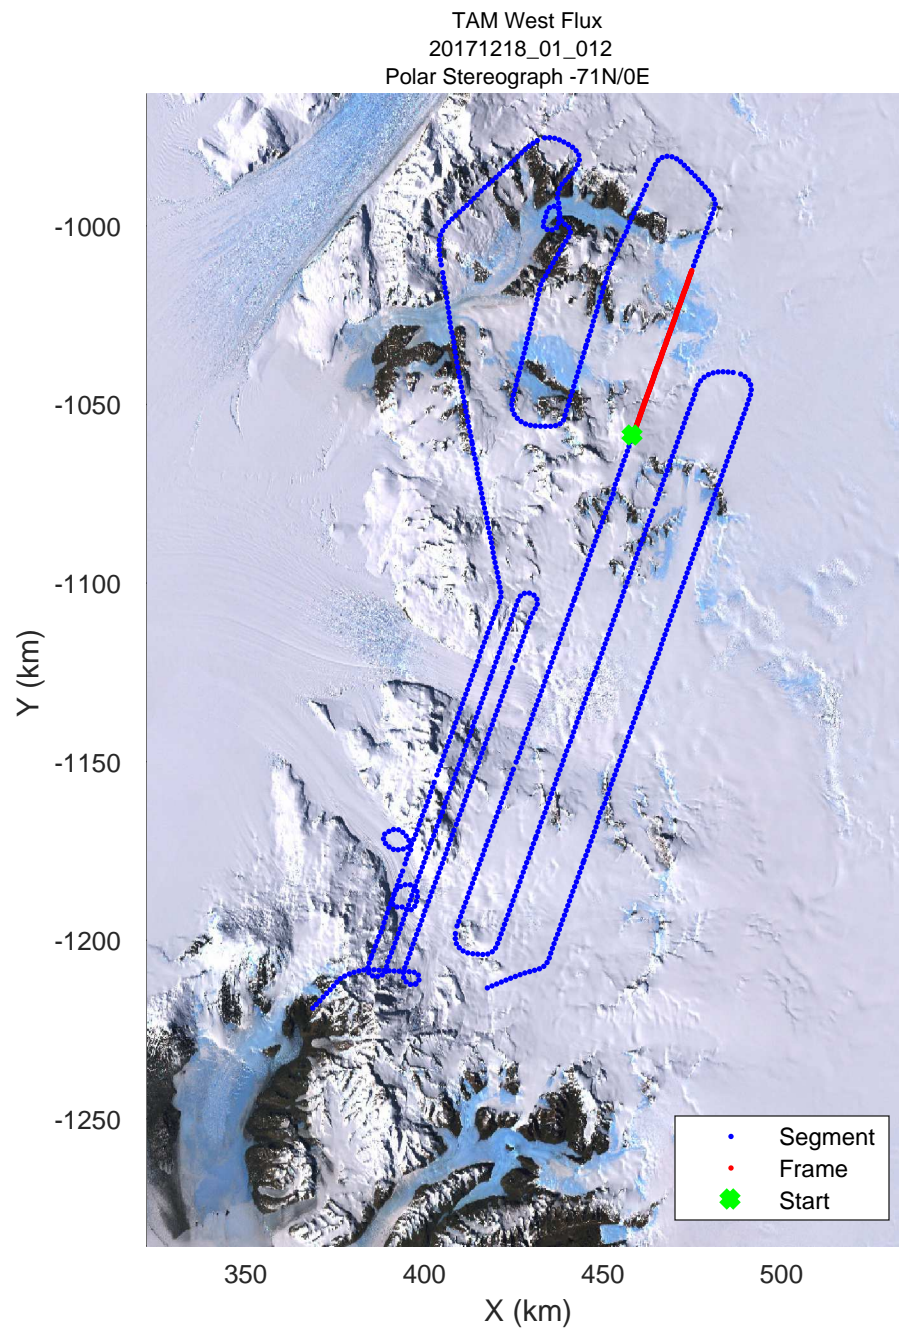 TAM West Flux
20171218_01_012
Polar Stereograph -71N/0E
-1000
-1050
-1100
-1150
-1200
-1250
Y (km)
350 400 450 500
X (km)
Segment
Frame
Start